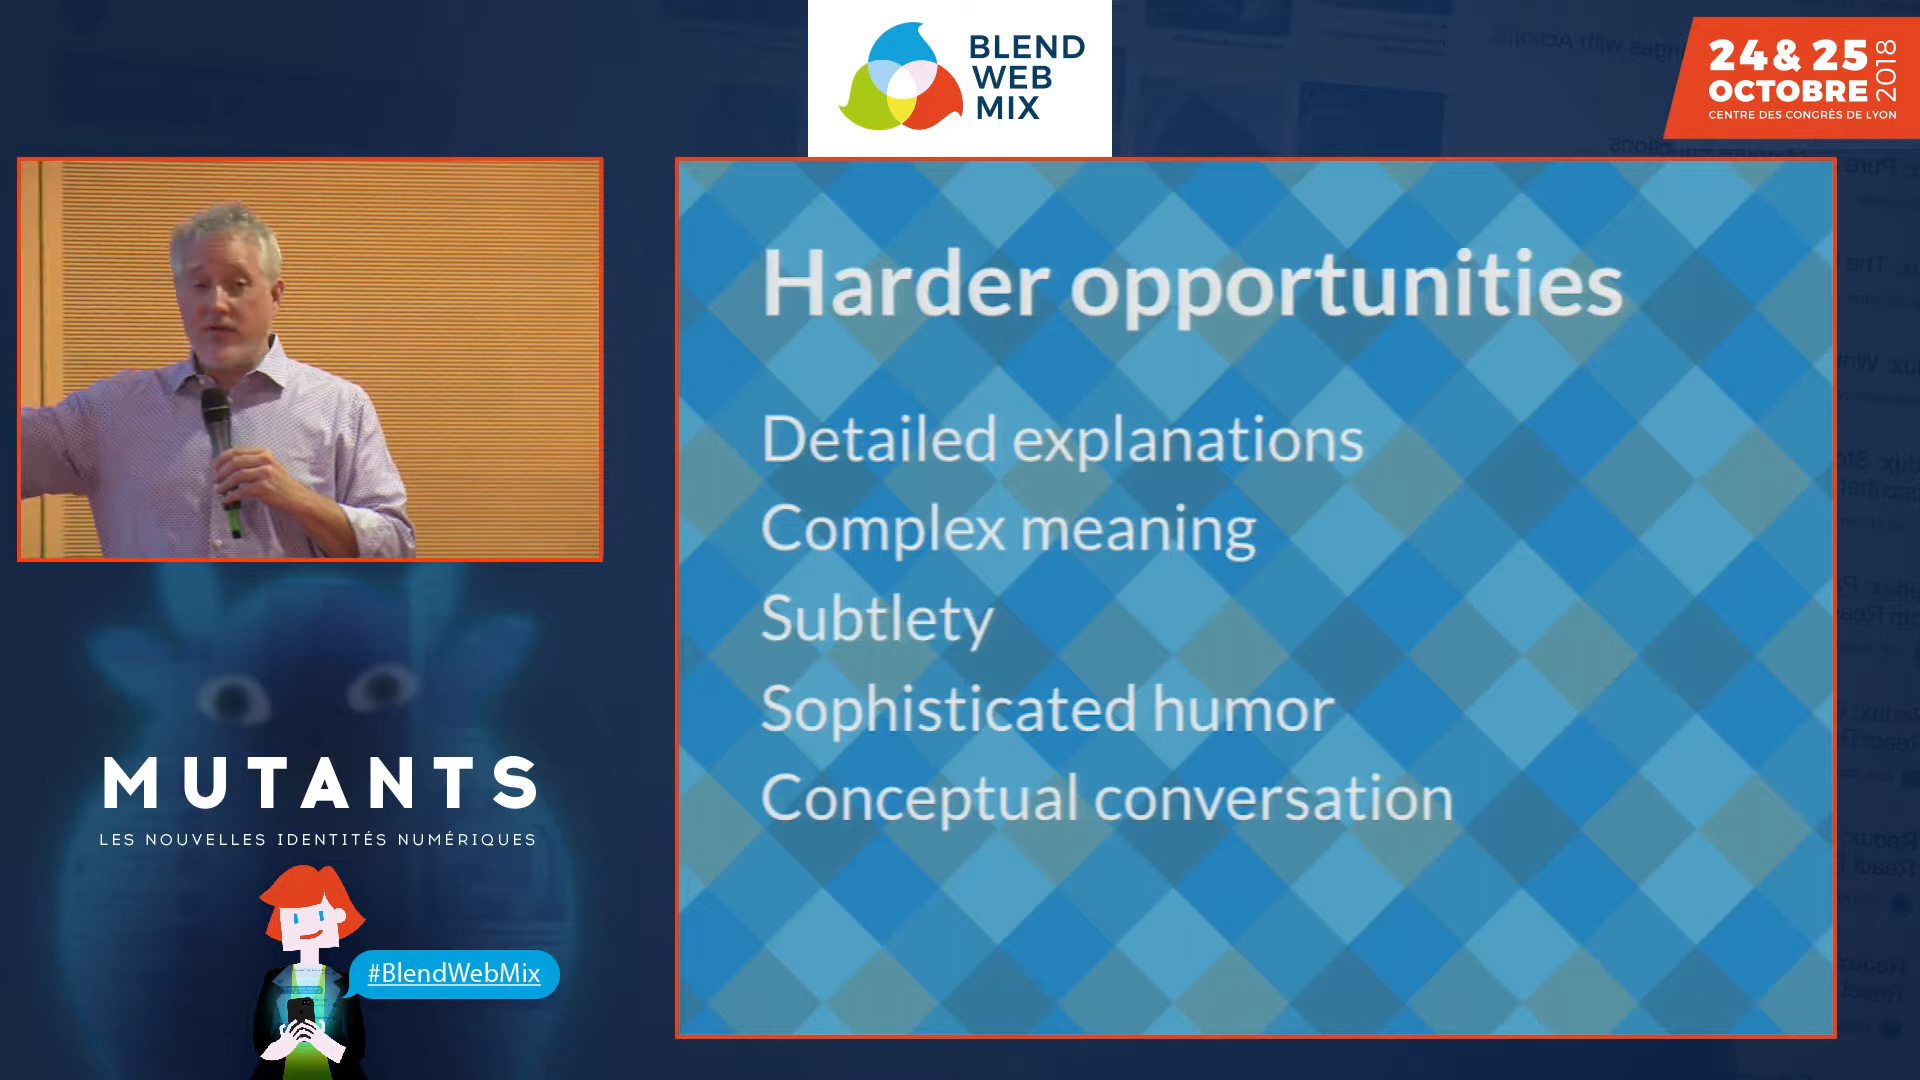 BLEND
WEB
MIX
24 & 25
OCTOBRE
2018
CENTRE DES CONGRÈS DE LYON
Harder opportunities
Detailed explanations
Complex meaning
Subtlety
Sophisticated humor
Conceptual conversation
MUTANTS
LES NOUVELLES IDENTITÉS NUMÉRIQUES
#BlendWebMix